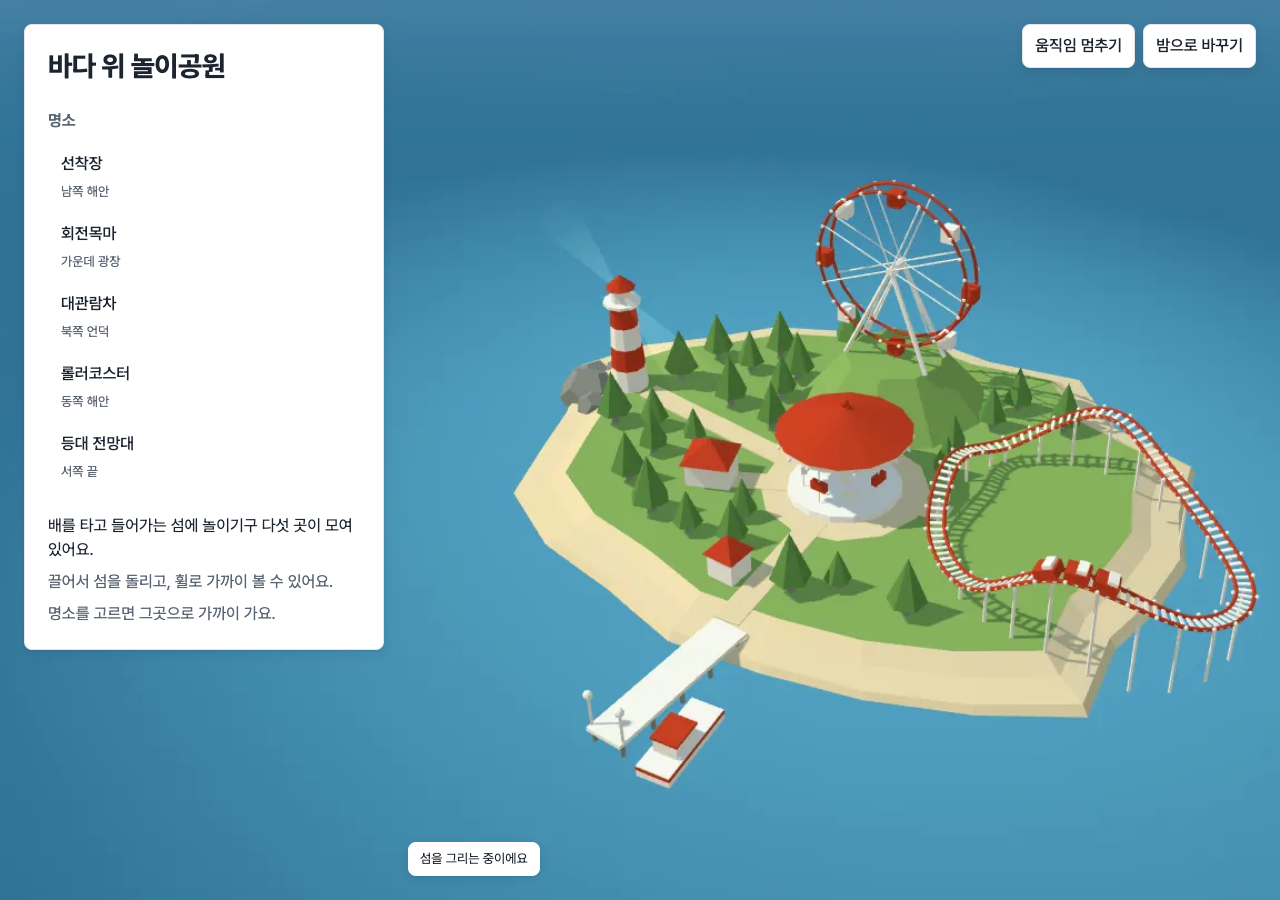 바다 위 놀이공원
명소
선착장
남쪽 해안
회전목마
가운데 광장
대관람차
북쪽 언덕
롤러코스터
동쪽 해안
등대 전망대
서쪽 끝
배를 타고 들어가는 섬에 놀이기구 다섯 곳이 모여
있어요.
끌어서 섬을 돌리고, 휠로 가까이 볼 수 있어요.
명소를 고르면 그곳으로 가까이 가요.
움직임 멈추기
밤으로 바꾸기
섬을 그리는 중이에요